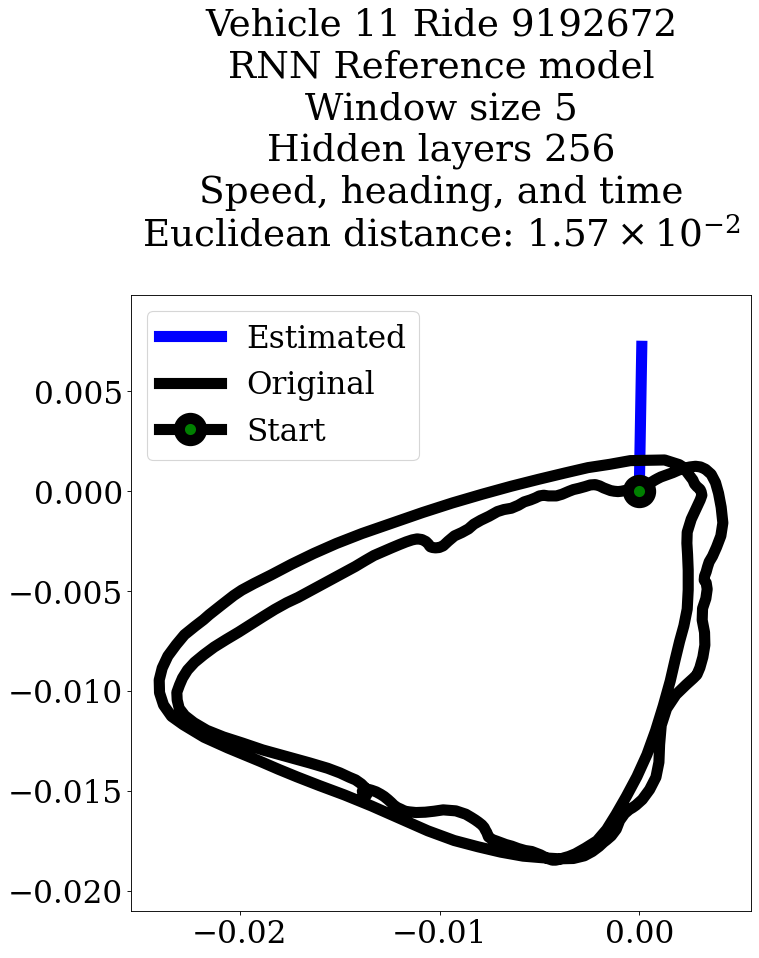 Vehicle 11 Ride 9192672
RNN Reference model
Window size 5
Hidden layers 256
Speed, heading, and time
Euclidean distance: 1.57 × 10⁻²
Estimated
Original
Start
0.005
0.000
−0.005
−0.010
−0.015
−0.020
−0.02
−0.01
0.00